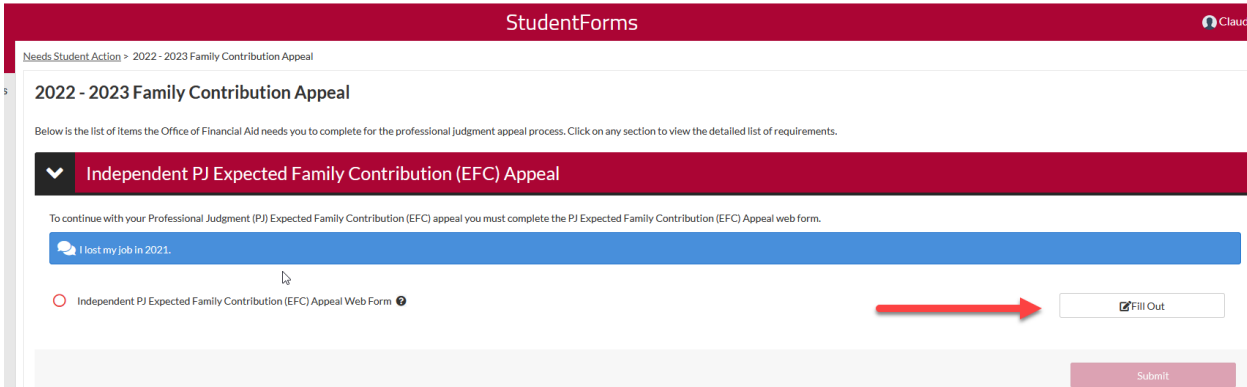 StudentForms
Claud
Needs Student Action > 2022 - 2023 Family Contribution Appeal
s
2022 - 2023 Family Contribution Appeal
Below is the list of items the Office of Financial Aid needs you to complete for the professional judgment appeal process. Click on any section to view the detailed list of requirements.
Independent PJ Expected Family Contribution (EFC) Appeal
To continue with your Professional Judgment (PJ) Expected Family Contribution (EFC) appeal you must complete the PJ Expected Family Contribution (EFC) Appeal web form.
I lost my job in 2021.
Independent PJ Expected Family Contribution (EFC) Appeal Web Form ?
Fill Out
Submit